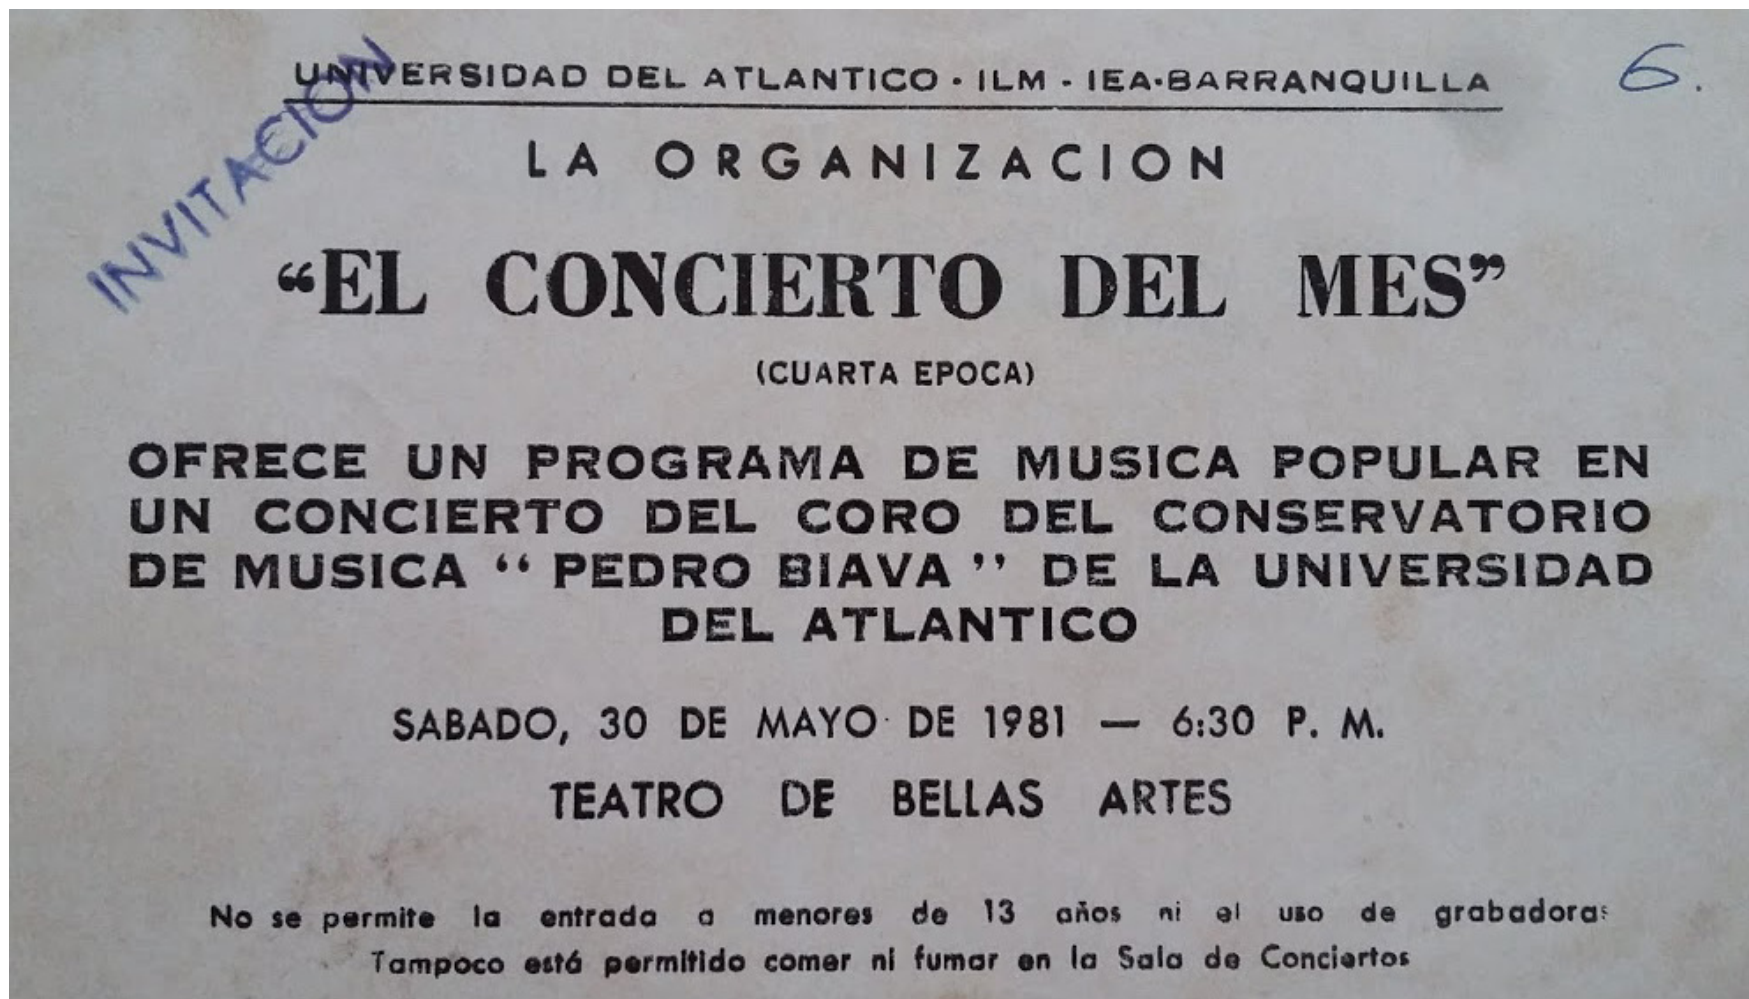 UNIVERSIDAD DEL ATLANTICO · ILM - IEA·BARRANQUILLA
6.
INVITACION
LA ORGANIZACION
“EL CONCIERTO DEL MES”
(CUARTA EPOCA)
OFRECE UN PROGRAMA DE MUSICA POPULAR EN
UN CONCIERTO DEL CORO DEL CONSERVATORIO
DE MUSICA “ PEDRO BIAVA ” DE LA UNIVERSIDAD
DEL ATLANTICO
SABADO, 30 DE MAYO DE 1981 — 6:30 P. M.
TEATRO DE BELLAS ARTES
No se permite la entrada a menores de 13 años ni el uso de grabadoras
Tampoco está permitido comer ni fumar en la Sala de Conciertos